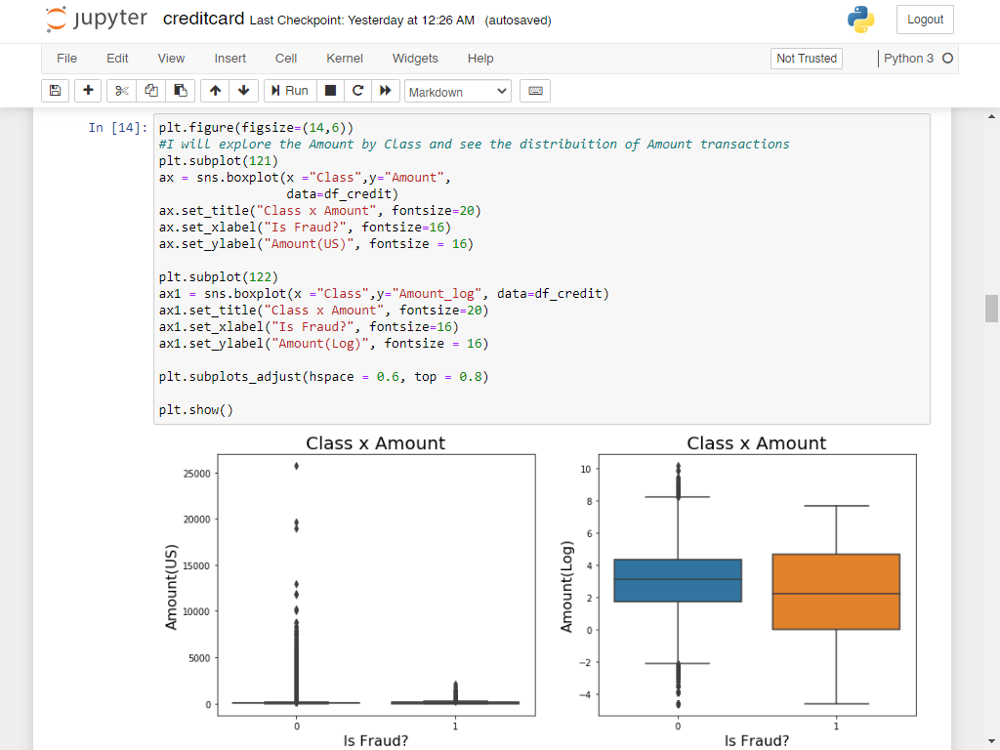 jupyter creditcard Last Checkpoint: Yesterday at 12:26 AM (autosaved) Logout
File Edit View Insert Cell Kernel Widgets Help Not Trusted Python 3
Run Markdown
In [14]: plt.figure(figsize=(14,6))
#I will explore the Amount by Class and see the distribuition of Amount transactions
plt.subplot(121)
ax = sns.boxplot(x ="Class",y="Amount",
data=df_credit)
ax.set_title("Class x Amount", fontsize=20)
ax.set_xlabel("Is Fraud?", fontsize=16)
ax.set_ylabel("Amount(US)", fontsize = 16)
plt.subplot(122)
ax1 = sns.boxplot(x ="Class",y="Amount_log", data=df_credit)
ax1.set_title("Class x Amount", fontsize=20)
ax1.set_xlabel("Is Fraud?", fontsize=16)
ax1.set_ylabel("Amount(Log)", fontsize = 16)
plt.subplots_adjust(hspace = 0.6, top = 0.8)
plt.show()
Class x Amount
25000
20000
15000
10000
5000
0
Amount(US)
0 1
Is Fraud?
Class x Amount
10
8
6
4
2
0
−2
−4
Amount(Log)
0 1
Is Fraud?